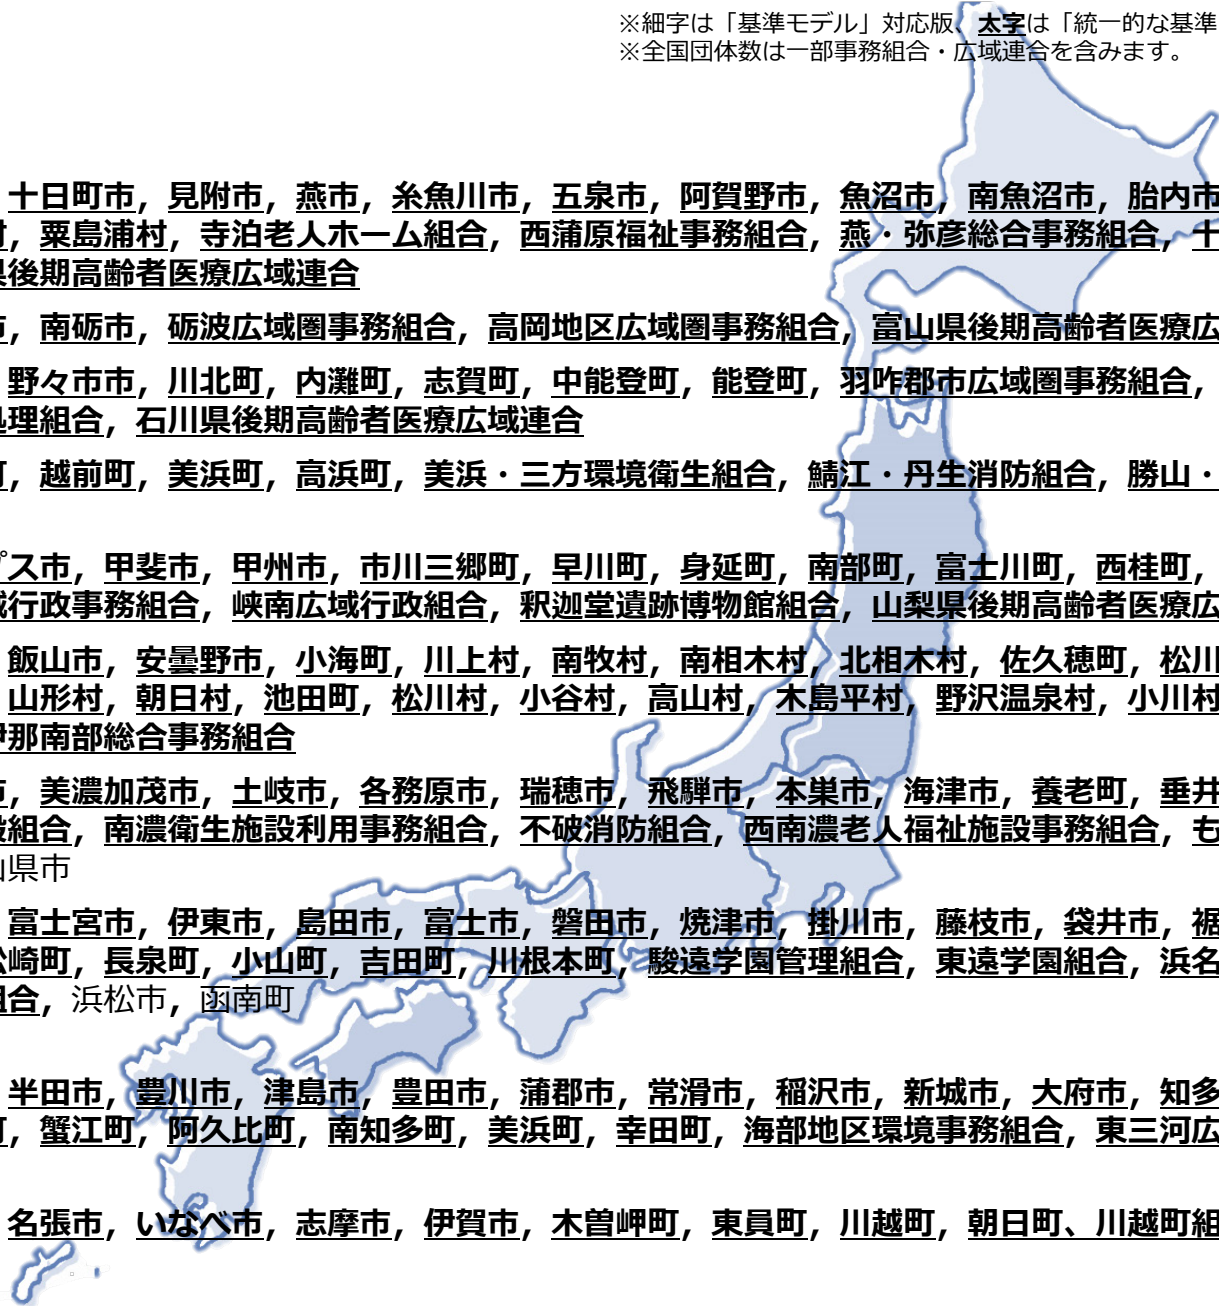 ※細字は「基準モデル」対応版、太字は「統一的な基準
※全国団体数は一部事務組合・広域連合を含みます。
十日町市，見附市，燕市，糸魚川市，五泉市，阿賀野市，魚沼市，南魚沼市，胎内市
村，粟島浦村，寺泊老人ホーム組合，西蒲原福祉事務組合，燕・弥彦総合事務組合，十
県後期高齢者医療広域連合
市，南砺市，砺波広域圏事務組合，高岡地区広域圏事務組合，富山県後期高齢者医療広
野々市市，川北町，内灘町，志賀町，中能登町，能登町，羽咋郡市広域圏事務組合，
処理組合，石川県後期高齢者医療広域連合
町，越前町，美浜町，高浜町，美浜・三方環境衛生組合，鯖江・丹生消防組合，勝山・
プス市，甲斐市，甲州市，市川三郷町，早川町，身延町，南部町，富士川町，西桂町，
域行政事務組合，峡南広域行政組合，釈迦堂遺跡博物館組合，山梨県後期高齢者医療広
飯山市，安曇野市，小海町，川上村，南牧村，南相木村，北相木村，佐久穂町，松川
山形村，朝日村，池田町，松川村，小谷村，高山村，木島平村，野沢温泉村，小川村
伊那南部総合事務組合
市，美濃加茂市，土岐市，各務原市，瑞穂市，飛騨市，本巣市，海津市，養老町，垂井
設組合，南濃衛生施設利用事務組合，不破消防組合，西南濃老人福祉施設事務組合，も
山県市
富士宮市，伊東市，島田市，富士市，磐田市，焼津市，掛川市，藤枝市，袋井市，裾
松崎町，長泉町，小山町，吉田町，川根本町，駿遠学園管理組合，東遠学園組合，浜名
組合，浜松市，函南町
半田市，豊川市，津島市，豊田市，蒲郡市，常滑市，稲沢市，新城市，大府市，知多
町，蟹江町，阿久比町，南知多町，美浜町，幸田町，海部地区環境事務組合，東三河広
名張市，いなべ市，志摩市，伊賀市，木曽岬町，東員町，川越町，朝日町、川越町組